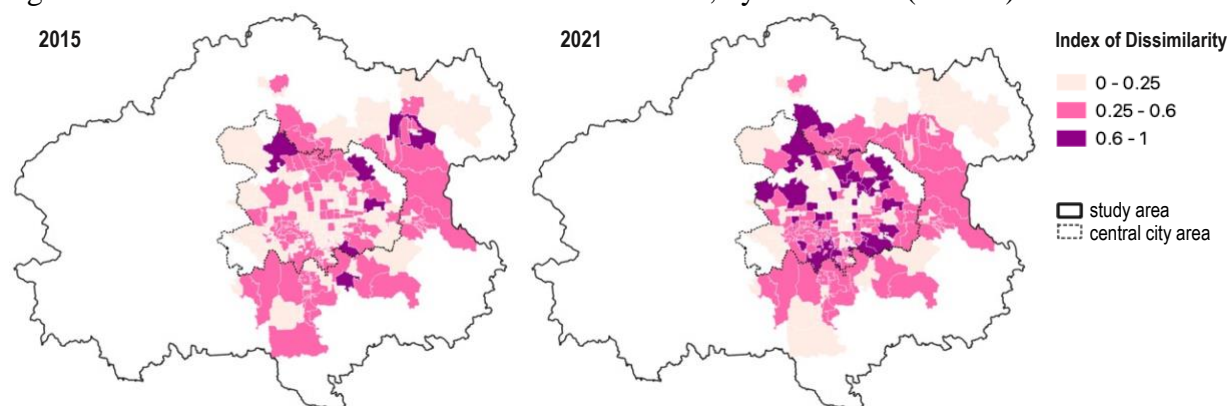 2015
2021
Index of Dissimilarity
0 - 0.25
0.25 - 0.6
0.6 - 1
study area
central city area